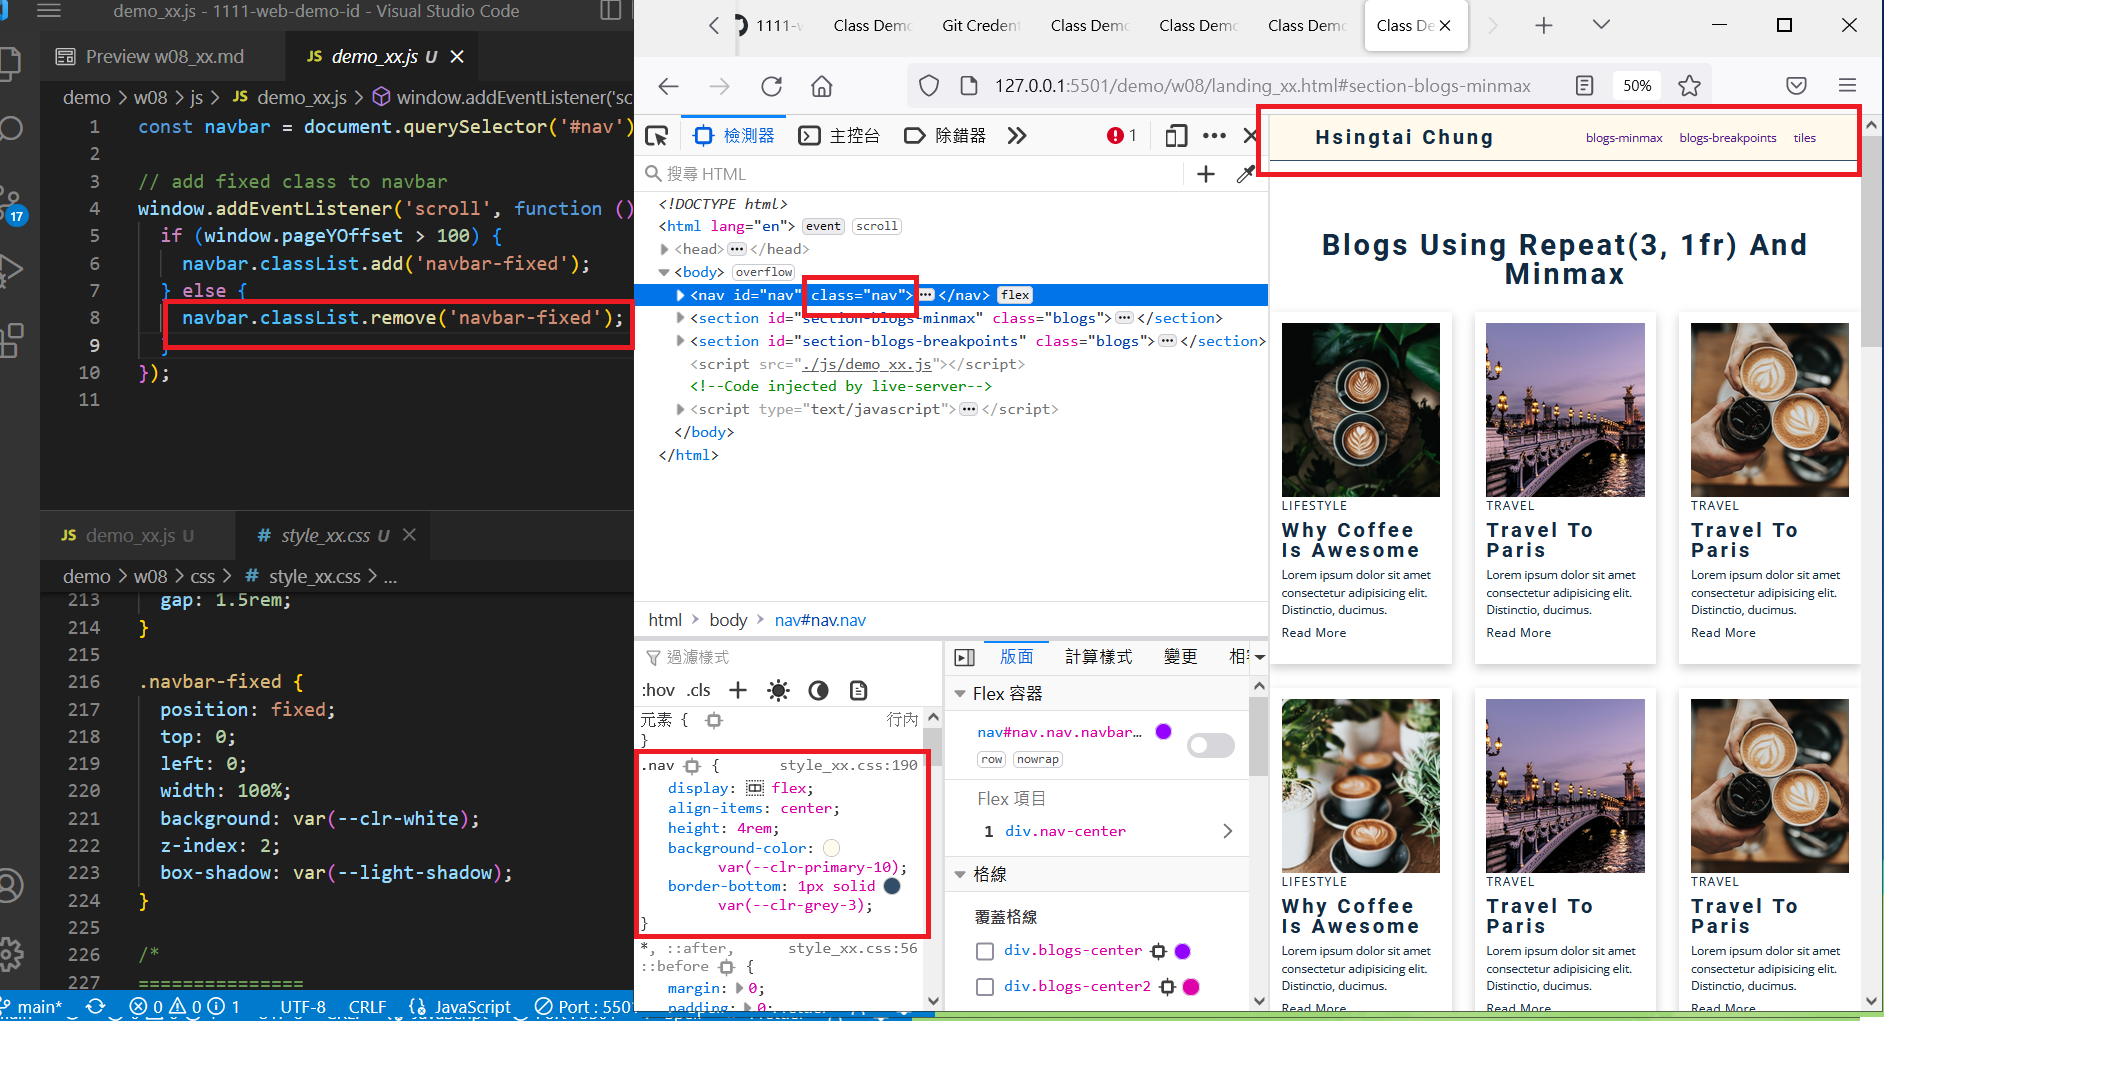 demo_xx.js - 1111-web-demo-id - Visual Studio Code
Preview w08_xx.md
JS demo_xx.js U
demo > w08 > js > JS demo_xx.js > window.addEventListener('sc
1 const navbar = document.querySelector('#nav')
2
3 // add fixed class to navbar
4 window.addEventListener('scroll', function ()
5 if (window.pageYOffset > 100) {
6 navbar.classList.add('navbar-fixed');
7 } else {
8 navbar.classList.remove('navbar-fixed');
9 }
10 });
11
17
JS demo_xx.js U
# style_xx.css U
demo > w08 > css > # style_xx.css > ...
213 gap: 1.5rem;
214 }
215
216 .navbar-fixed {
217 position: fixed;
218 top: 0;
219 left: 0;
220 width: 100%;
221 background: var(--clr-white);
222 z-index: 2;
223 box-shadow: var(--light-shadow);
224 }
225
226 /*
227 ===============
main* 0 0 1 UTF-8 CRLF JavaScript Port : 5501
1111-w
Class Demo
Git Creden
Class Demo
Class Demo
Class Demo
Class De
127.0.0.1:5501/demo/w08/landing_xx.html#section-blogs-minmax
50%
檢測器
主控台
除錯器
1
搜尋 HTML
<!DOCTYPE html>
<html lang="en"> event scroll
<head> ••• </head>
<body> overflow
<nav id="nav" class="nav"> ••• </nav> flex
<section id="section-blogs-minmax" class="blogs"> ••• </section>
<section id="section-blogs-breakpoints" class="blogs"> ••• </section>
<script src="./js/demo_xx.js"></script>
<!--Code injected by live-server-->
<script type="text/javascript"> ••• </script>
</body>
</html>
html > body > nav#nav.nav
過濾樣式
:hov .cls
元素 { 行內
}
.nav { style_xx.css:190
display: flex;
align-items: center;
height: 4rem;
background-color:
var(--clr-primary-10);
border-bottom: 1px solid
var(--clr-grey-3);
}
*, ::after, style_xx.css:56
::before {
margin: 0;
padding: 0;
版面
計算樣式
變更
Flex 容器
nav#nav.nav.navbar…
row nowrap
Flex 項目
1 div.nav-center
格線
覆蓋格線
div.blogs-center
div.blogs-center2
Hsingtai Chung
blogs-minmax
blogs-breakpoints
tiles
Blogs Using Repeat(3, 1fr) And
Minmax
LIFESTYLE
Why Coffee
Is Awesome
Lorem ipsum dolor sit amet
consectetur adipisicing elit.
Distinctio, ducimus.
Read More
TRAVEL
Travel To
Paris
Lorem ipsum dolor sit amet
consectetur adipisicing elit.
Distinctio, ducimus.
Read More
TRAVEL
Travel To
Paris
Lorem ipsum dolor sit amet
consectetur adipisicing elit.
Distinctio, ducimus.
Read More
LIFESTYLE
Why Coffee
Is Awesome
Lorem ipsum dolor sit amet
consectetur adipisicing elit.
Distinctio, ducimus.
Read More
TRAVEL
Travel To
Paris
Lorem ipsum dolor sit amet
consectetur adipisicing elit.
Distinctio, ducimus.
Read More
TRAVEL
Travel To
Paris
Lorem ipsum dolor sit amet
consectetur adipisicing elit.
Distinctio, ducimus.
Read More